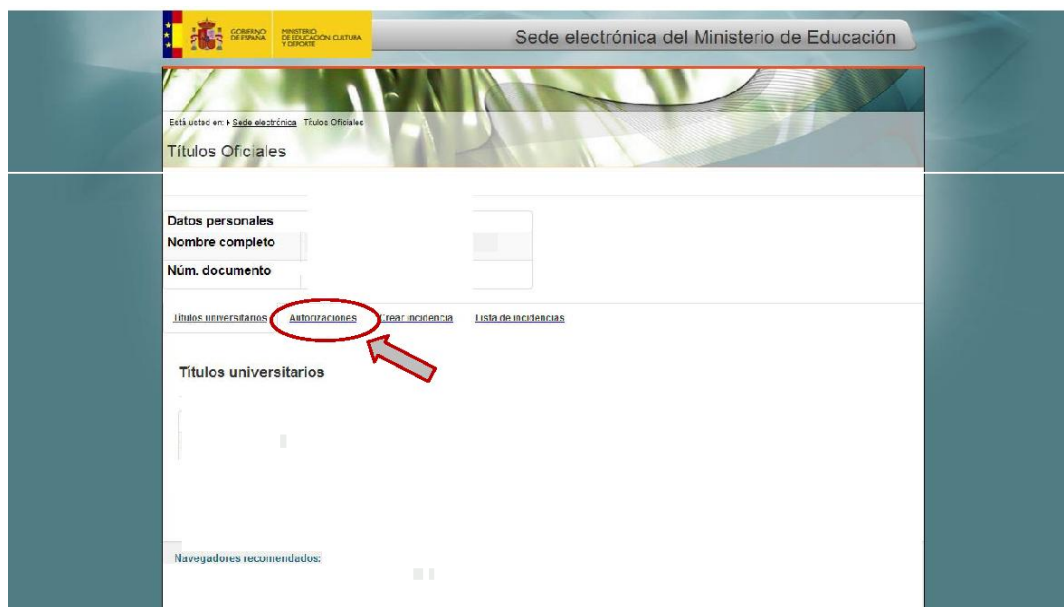 GOBIERNO DE ESPAÑA
MINISTERIO DE EDUCACIÓN, CULTURA Y DEPORTE
Sede electrónica del Ministerio de Educación
Está usted en: Sede electrónica Títulos Oficiales
Títulos Oficiales
Datos personales
Nombre completo
Núm. documento
Títulos universitarios Autorizaciones Crear incidencia Lista de incidencias
Títulos universitarios
Navegadores recomendados: